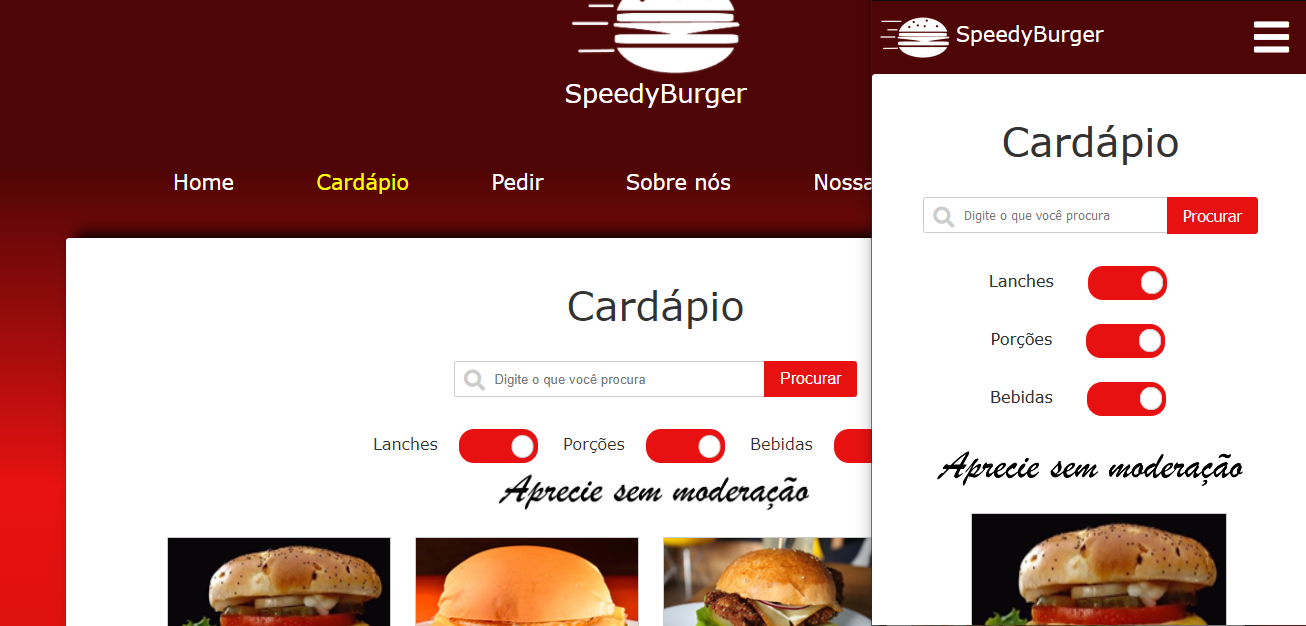 SpeedyBurger
Home Cardápio Pedir Sobre nós Nossa
Cardápio
Digite o que você procura Procurar
Lanches Porções Bebidas
Aprecie sem moderação
SpeedyBurger
Cardápio
Digite o que você procura Procurar
Lanches
Porções
Bebidas
Aprecie sem moderação